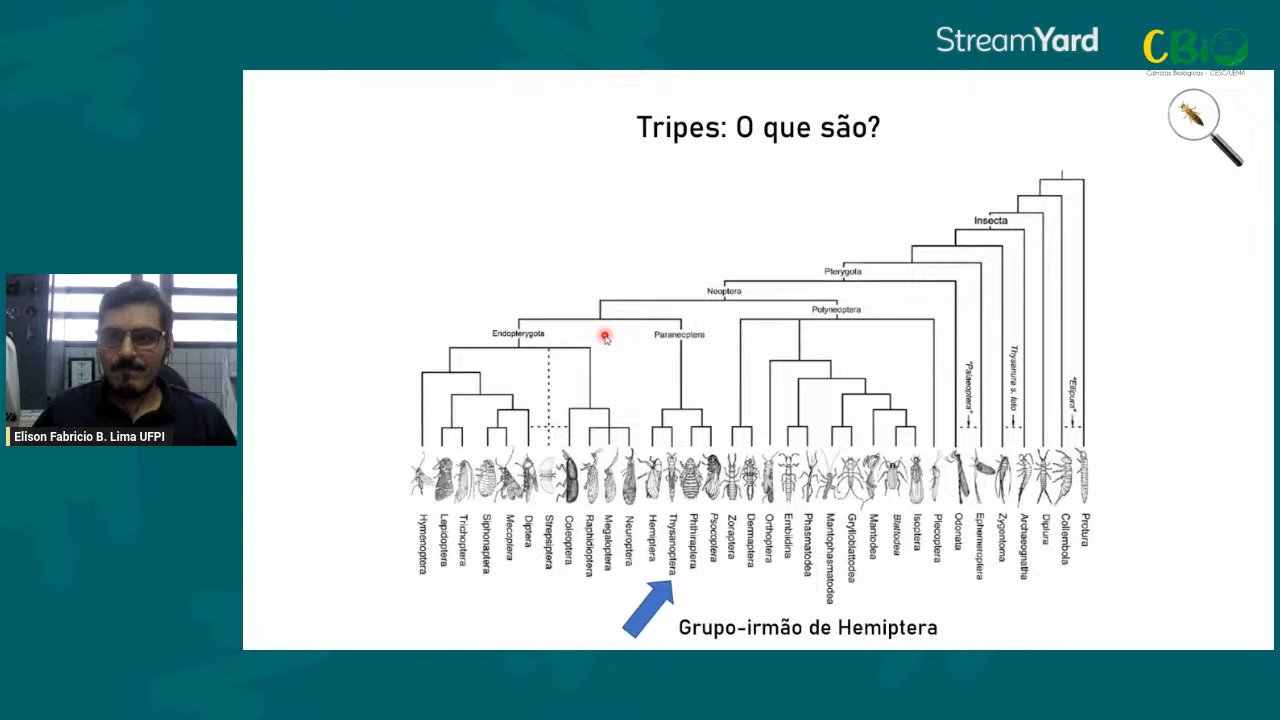 StreamYard
CBiO
Ciências Biológicas - CESC/UEMA
Tripes: O que são?
Insecta
Pterygota
Neoptera
Polyneoptera
Endopterygota
Paraneoptera
"Palaeoptera"
Thysanura s. lato
"Ellipura"
Hymenoptera
Lepidoptera
Trichoptera
Siphonaptera
Mecoptera
Diptera
Strepsiptera
Coleoptera
Raphidioptera
Megaloptera
Neuroptera
Hemiptera
Thysanoptera
Phthiraptera
Psocoptera
Zoraptera
Dermaptera
Orthoptera
Embiidina
Phasmatodea
Mantophasmatodea
Grylloblattodea
Mantodea
Blattodea
Isoptera
Plecoptera
Odonata
Ephemeroptera
Zygentoma
Archaeognatha
Diplura
Collembola
Protura
Grupo-irmão de Hemiptera
Elison Fabricio B. Lima UFPI